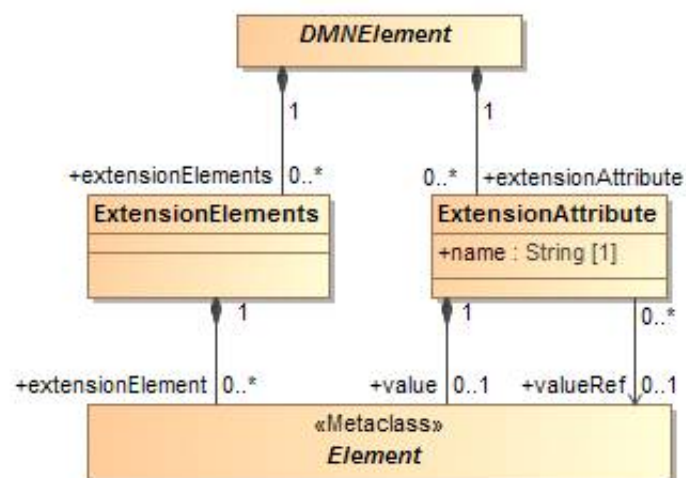 DMNElement
1 1
+extensionElements 0..* 0..* +extensionAttribute
ExtensionElements
ExtensionAttribute
+name : String [1]
1 1 0..*
+extensionElement 0..* +value 0..1 +valueRef 0..1
«Metaclass»
Element